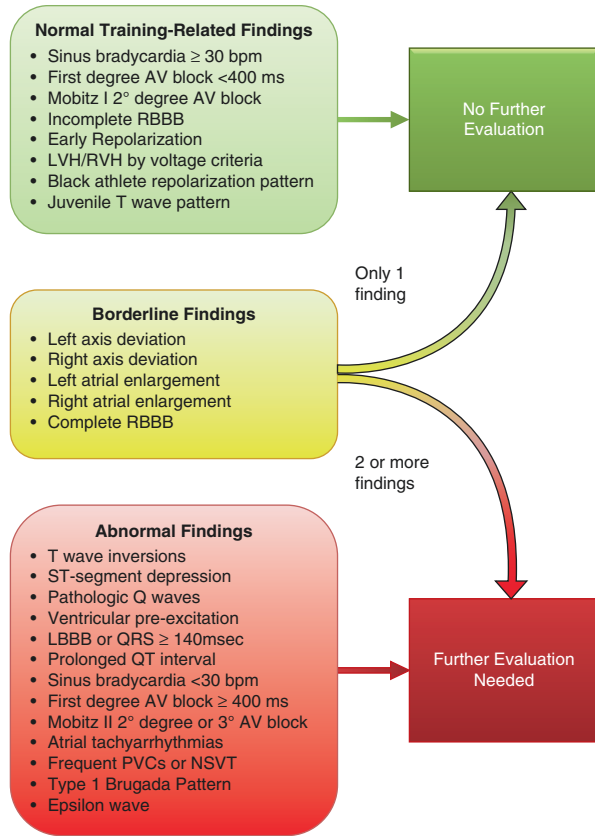 Normal Training-Related Findings
• Sinus bradycardia ≥ 30 bpm
• First degree AV block <400 ms
• Mobitz I 2° degree AV block
• Incomplete RBBB
• Early Repolarization
• LVH/RVH by voltage criteria
• Black athlete repolarization pattern
• Juvenile T wave pattern
No Further
Evaluation
Only 1
finding
Borderline Findings
• Left axis deviation
• Right axis deviation
• Left atrial enlargement
• Right atrial enlargement
• Complete RBBB
2 or more
findings
Abnormal Findings
• T wave inversions
• ST-segment depression
• Pathologic Q waves
• Ventricular pre-excitation
• LBBB or QRS ≥ 140msec
• Prolonged QT interval
• Sinus bradycardia <30 bpm
• First degree AV block ≥ 400 ms
• Mobitz II 2° degree or 3° AV block
• Atrial tachyarrhythmias
• Frequent PVCs or NSVT
• Type 1 Brugada Pattern
• Epsilon wave
Further Evaluation
Needed